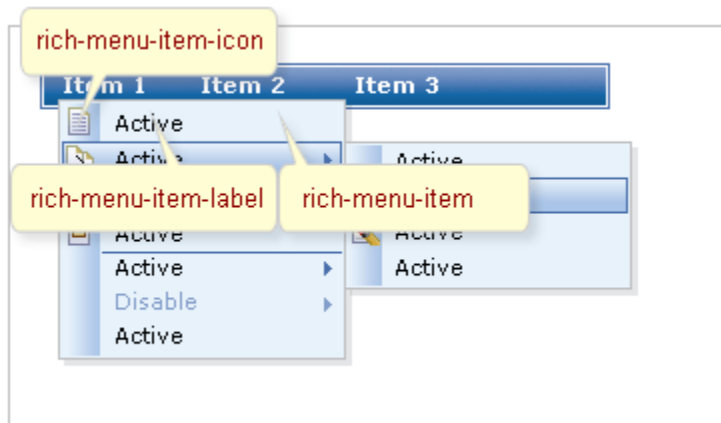 rich-menu-item-icon
Item 1 Item 2 Item 3
Active
Active Active
rich-menu-item-label rich-menu-item
Active Active
Active Active
Disable
Active